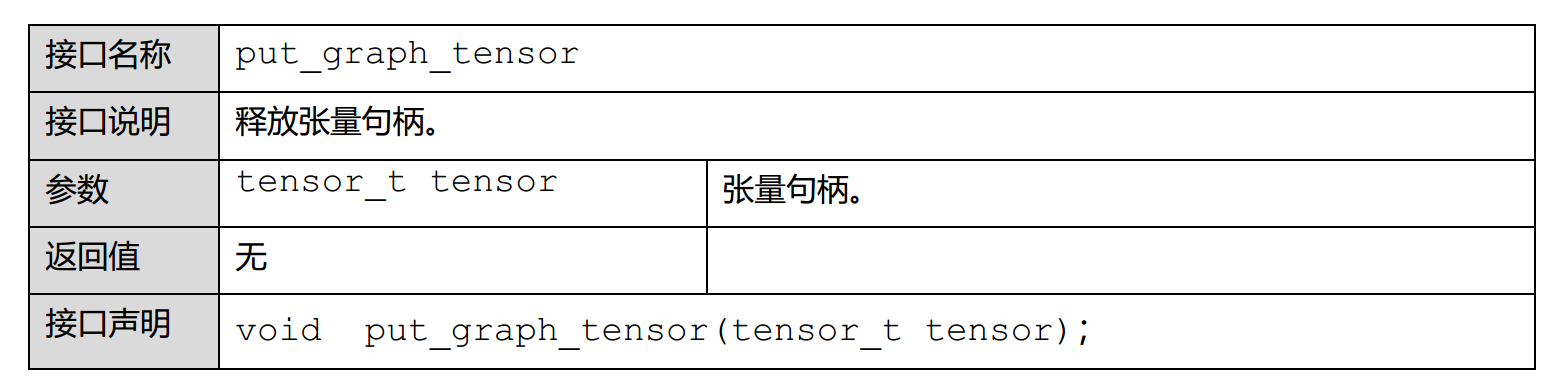 接口名称 put_graph_tensor
接口说明 释放张量句柄。
参数 tensor_t tensor 张量句柄。
返回值 无
接口声明 void  put_graph_tensor(tensor_t tensor);